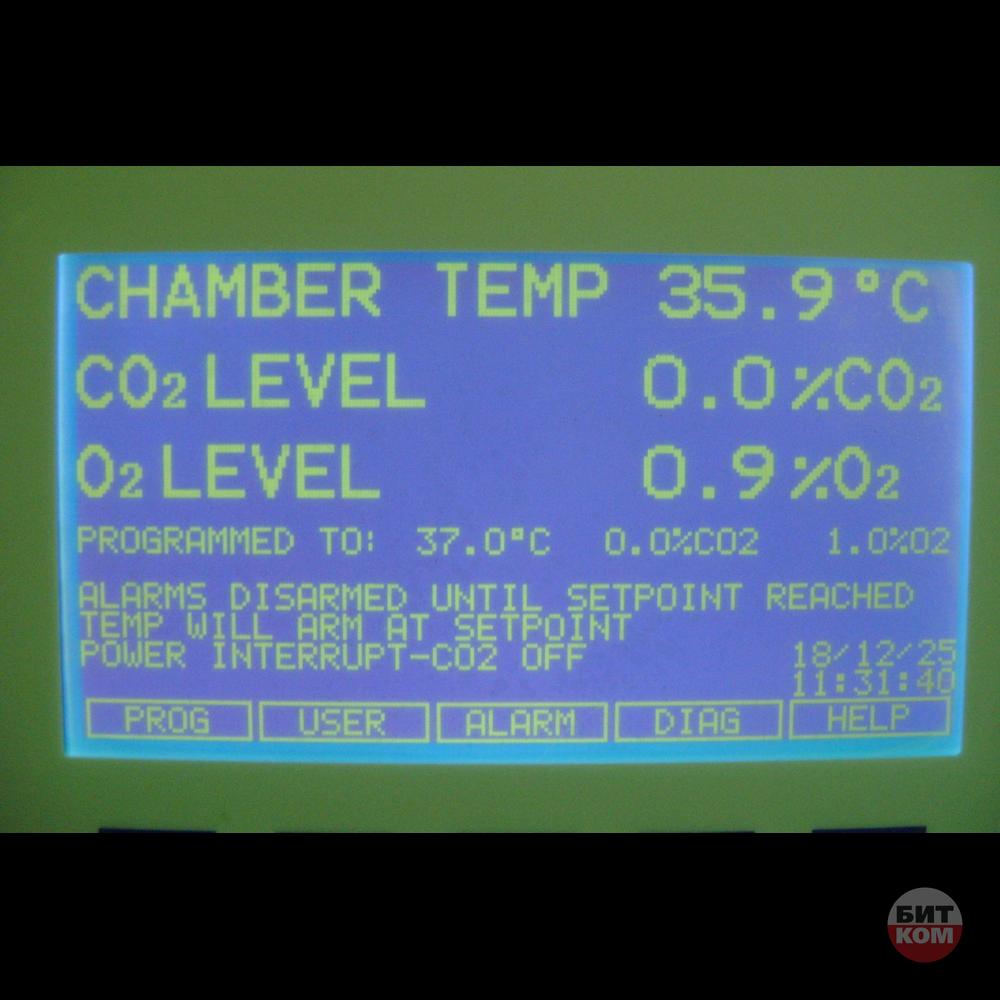 CHAMBER TEMP 35.9°C
CO₂ LEVEL 0.0%CO₂
O₂ LEVEL 0.9%O₂
PROGRAMMED TO: 37.0°C 0.0%CO2 1.0%O2
ALARMS DISARMED UNTIL SETPOINT REACHED
TEMP WILL ARM AT SETPOINT
POWER INTERRUPT-CO2 OFF 18/12/25
11:31:40
PROG USER ALARM DIAG HELP
БИТ
КОМ